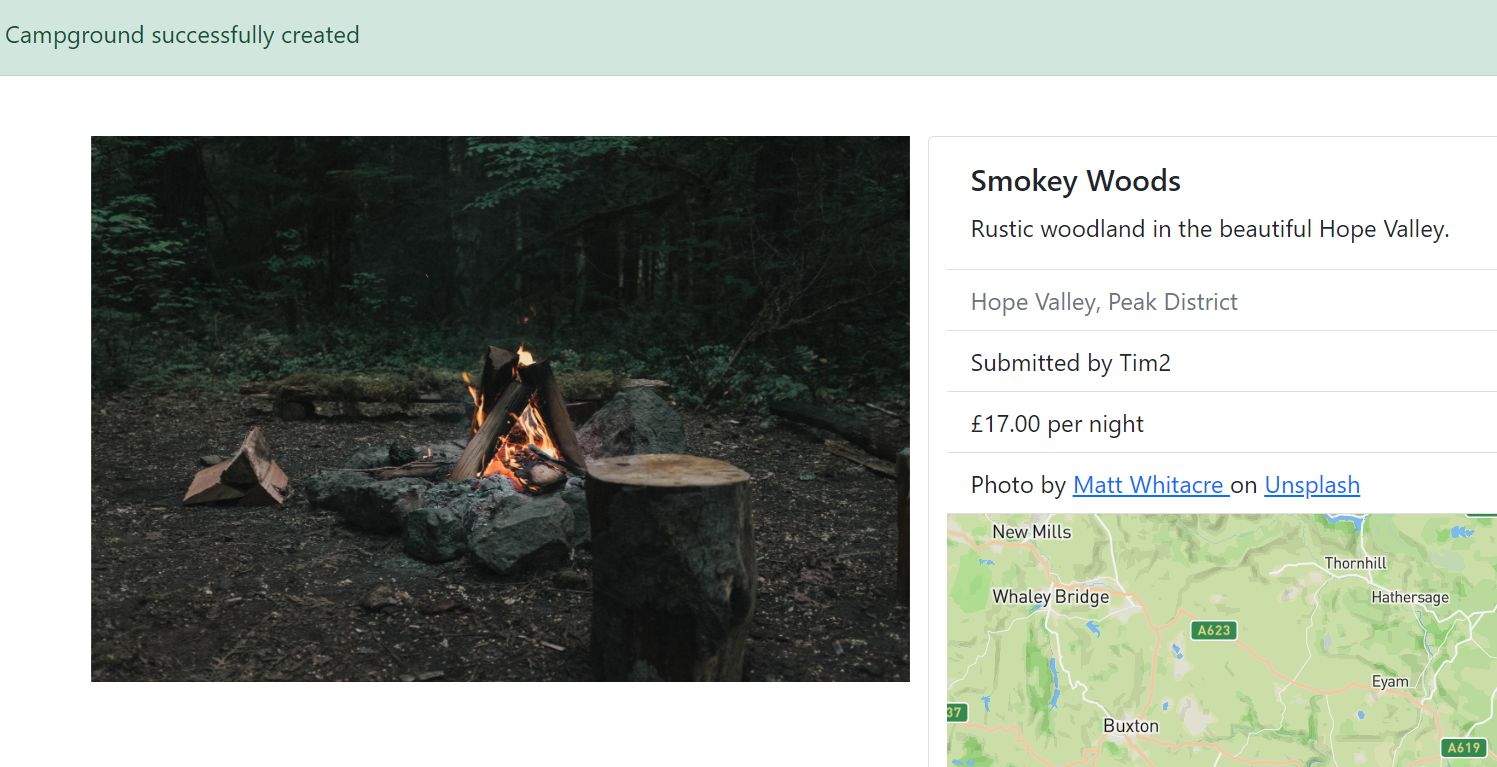 Campground successfully created
Smokey Woods
Rustic woodland in the beautiful Hope Valley.
Hope Valley, Peak District
Submitted by Tim2
£17.00 per night
Photo by Matt Whitacre on Unsplash
New Mills
Thornhill
Whaley Bridge
Hathersage
A623
Eyam
37
Buxton
A619